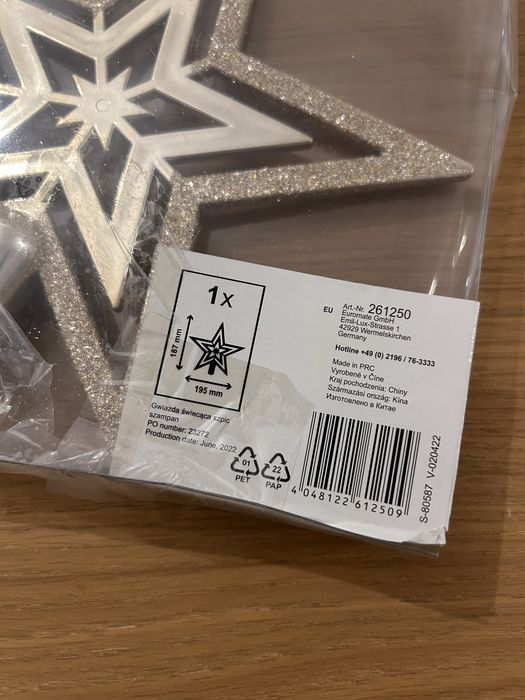 1x
187 mm
195 mm
Gwiazda świecąca szpic
szampan
PO number: 23272
Production date: June, 2022
01
PET
22
PAP
EU
Art.-Nr. 261250
Euromate GmbH
Emil-Lux-Strasse 1
42929 Wermelskirchen
Germany
Hotline +49 (0) 2196 / 76-3333
Made in PRC
Vyrobené v Číne
Kraj pochodzenia: Chiny
Származási ország: Kína
Изготовлено в Китае
4 048122 612509
S-80587 V-020422